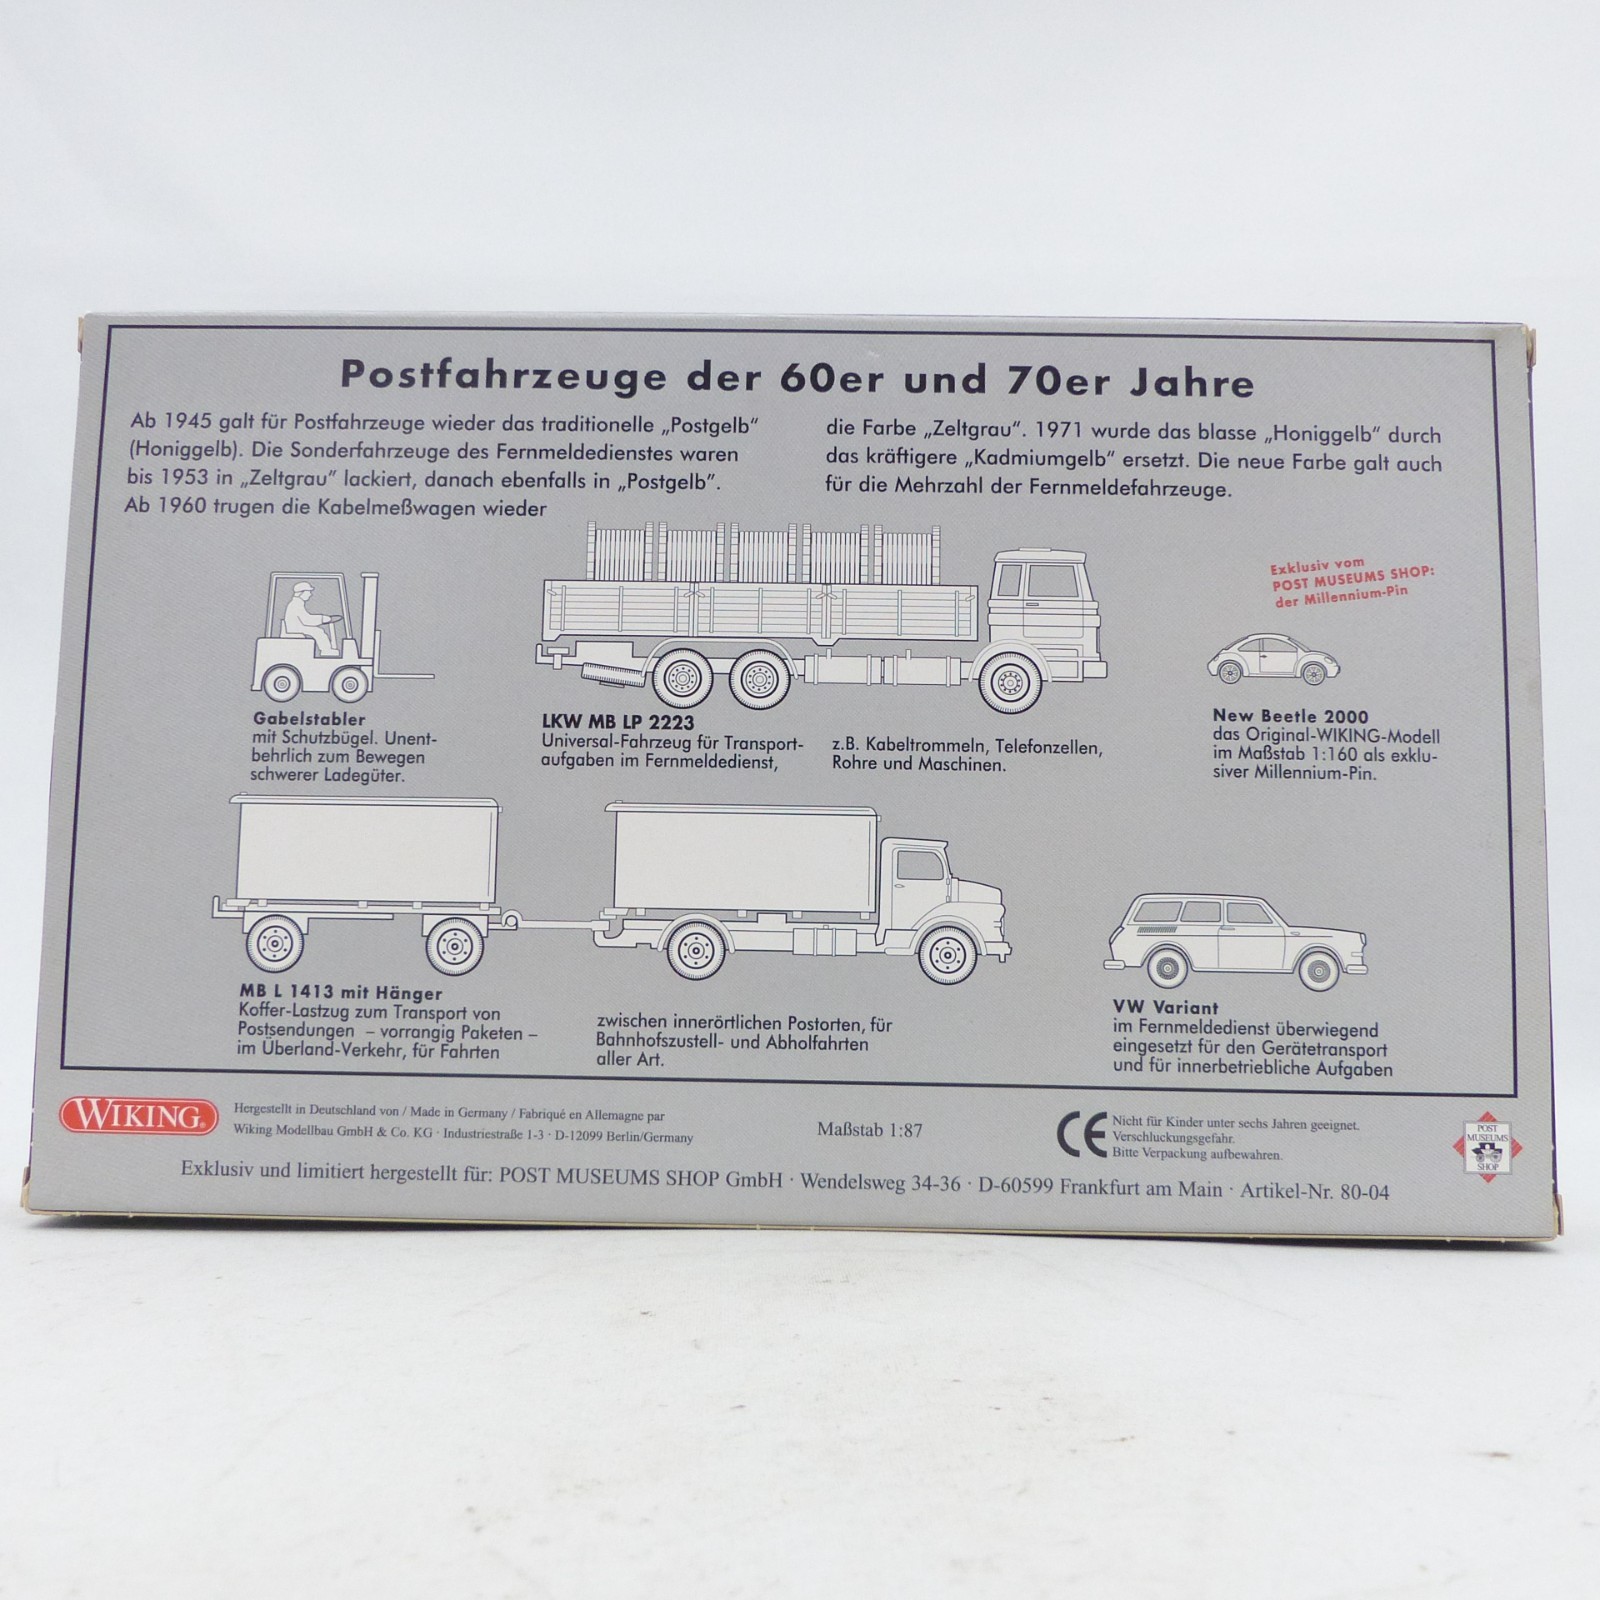 Postfahrzeuge der 60er und 70er Jahre
Ab 1945 galt für Postfahrzeuge wieder das traditionelle „Postgelb“
(Honiggelb). Die Sonderfahrzeuge des Fernmeldedienstes waren
bis 1953 in „Zeltgrau“ lackiert, danach ebenfalls in „Postgelb“.
Ab 1960 trugen die Kabelmeßwagen wieder
die Farbe „Zeltgrau“. 1971 wurde das blasse „Honiggelb“ durch
das kräftigere „Kadmiumgelb“ ersetzt. Die neue Farbe galt auch
für die Mehrzahl der Fernmeldefahrzeuge.
Exklusiv vom
POST MUSEUMS SHOP:
der Millennium-Pin
Gabelstabler
mit Schutzbügel. Unent-
behrlich zum Bewegen
schwerer Ladegüter.
LKW MB LP 2223
Universal-Fahrzeug für Transport-
aufgaben im Fernmeldedienst,
z.B. Kabeltrommeln, Telefonzellen,
Rohre und Maschinen.
New Beetle 2000
das Original-WIKING-Modell
im Maßstab 1:160 als exklu-
siver Millennium-Pin.
MB L 1413 mit Hänger
Koffer-Lastzug zum Transport von
Postsendungen – vorrangig Paketen –
im Überland-Verkehr, für Fahrten
zwischen innerörtlichen Postorten, für
Bahnhofszustell- und Abholfahrten
aller Art.
VW Variant
im Fernmeldedienst überwiegend
eingesetzt für den Gerätetransport
und für innerbetriebliche Aufgaben
WIKING®
Hergestellt in Deutschland von / Made in Germany / Fabriqué en Allemagne par
Wiking Modellbau GmbH & Co. KG · Industriestraße 1-3 · D-12099 Berlin/Germany
Maßstab 1:87
CE
Nicht für Kinder unter sechs Jahren geeignet.
Verschluckungsgefahr.
Bitte Verpackung aufbewahren.
POST
MUSEUMS
SHOP
Exklusiv und limitiert hergestellt für: POST MUSEUMS SHOP GmbH · Wendelsweg 34-36 · D-60599 Frankfurt am Main · Artikel-Nr. 80-04